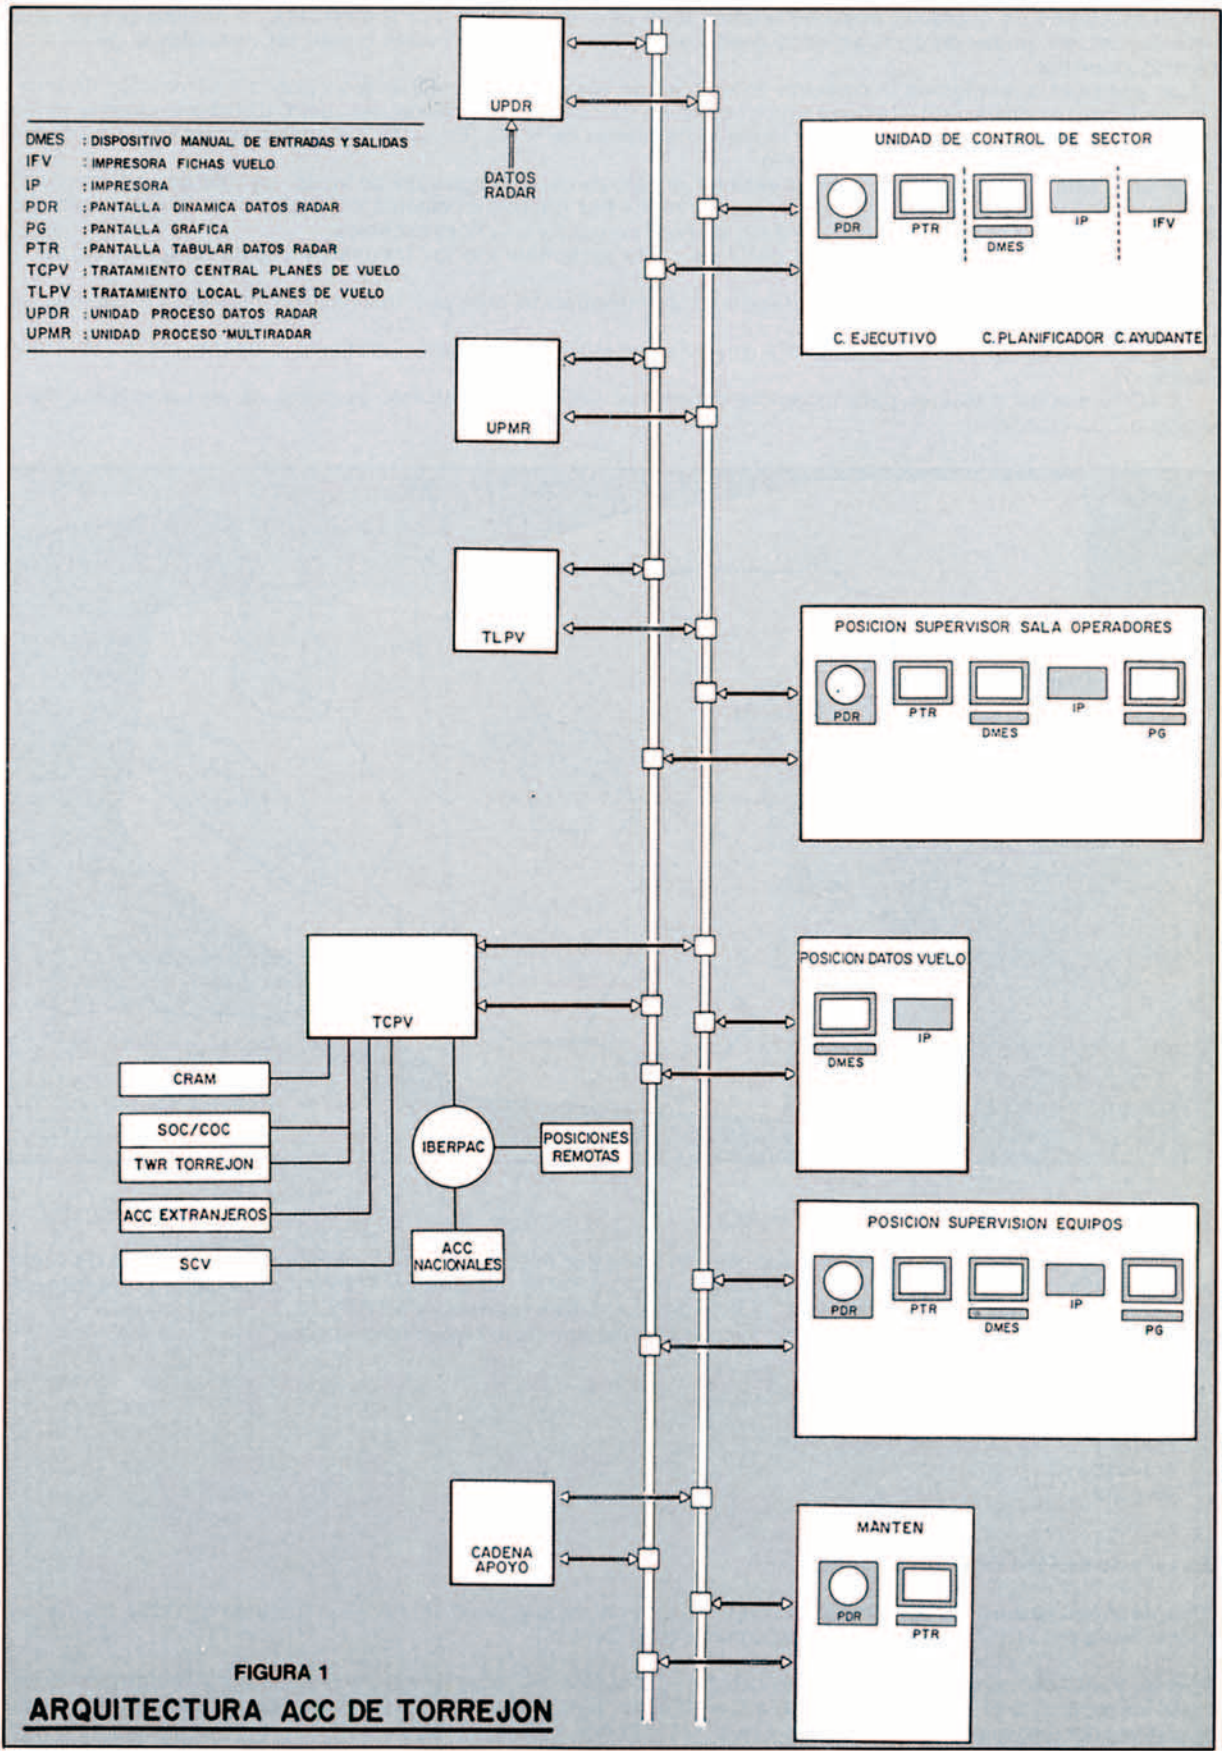 UPDR
DATOS
RADAR
DMES : DISPOSITIVO MANUAL DE ENTRADAS Y SALIDAS
IFV : IMPRESORA FICHAS VUELO
IP : IMPRESORA
PDR : PANTALLA DINAMICA DATOS RADAR
PG : PANTALLA GRAFICA
PTR : PANTALLA TABULAR DATOS RADAR
TCPV : TRATAMIENTO CENTRAL PLANES DE VUELO
TLPV : TRATAMIENTO LOCAL PLANES DE VUELO
UPDR : UNIDAD PROCESO DATOS RADAR
UPMR : UNIDAD PROCESO MULTIRADAR
UNIDAD DE CONTROL DE SECTOR
PDR
PTR
DMES
IP
IFV
C. EJECUTIVO
C. PLANIFICADOR
C. AYUDANTE
UPMR
TLPV
POSICION SUPERVISOR SALA OPERADORES
PDR
PTR
DMES
IP
PG
TCPV
POSICION DATOS VUELO
DMES
IP
CRAM
SOC/COC
TWR TORREJON
ACC EXTRANJEROS
SCV
IBERPAC
POSICIONES
REMOTAS
ACC
NACIONALES
POSICION SUPERVISION EQUIPOS
PDR
PTR
DMES
IP
PG
CADENA
APOYO
MANTEN
PDR
PTR
FIGURA 1
ARQUITECTURA ACC DE TORREJON